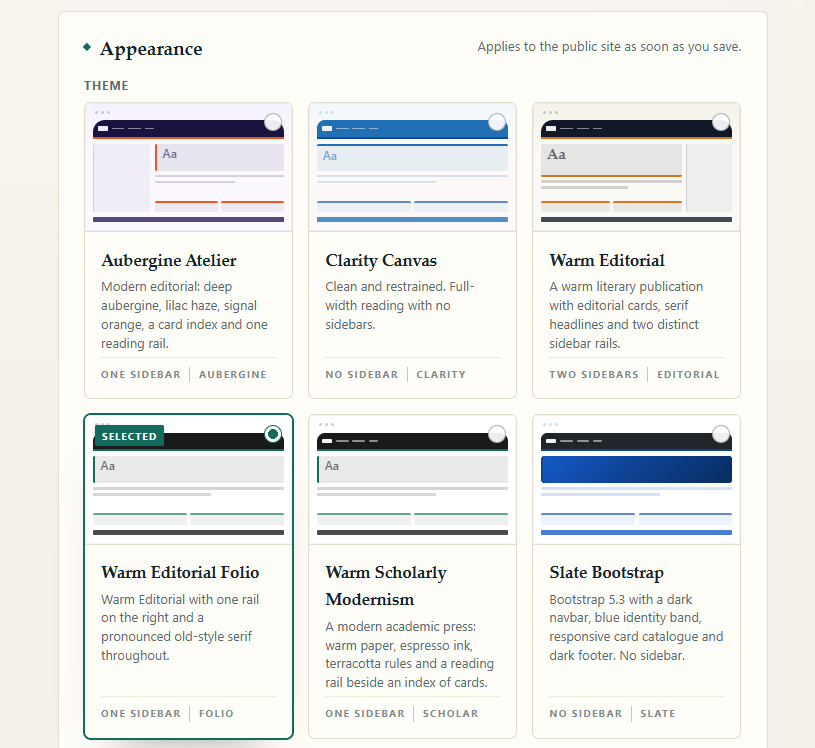 Appearance
Applies to the public site as soon as you save.
THEME
Aa
Aubergine Atelier
Modern editorial: deep
aubergine, lilac haze, signal
orange, a card index and one
reading rail.
ONE SIDEBAR | AUBERGINE
Aa
Clarity Canvas
Clean and restrained. Full-
width reading with no
sidebars.
NO SIDEBAR | CLARITY
Aa
Warm Editorial
A warm literary publication
with editorial cards, serif
headlines and two distinct
sidebar rails.
TWO SIDEBARS | EDITORIAL
SELECTED
Aa
Warm Editorial Folio
Warm Editorial with one rail
on the right and a
pronounced old-style serif
throughout.
ONE SIDEBAR | FOLIO
Aa
Warm Scholarly
Modernism
A modern academic press:
warm paper, espresso ink,
terracotta rules and a reading
rail beside an index of cards.
ONE SIDEBAR | SCHOLAR
Slate Bootstrap
Bootstrap 5.3 with a dark
navbar, blue identity band,
responsive card catalogue and
dark footer. No sidebar.
NO SIDEBAR | SLATE